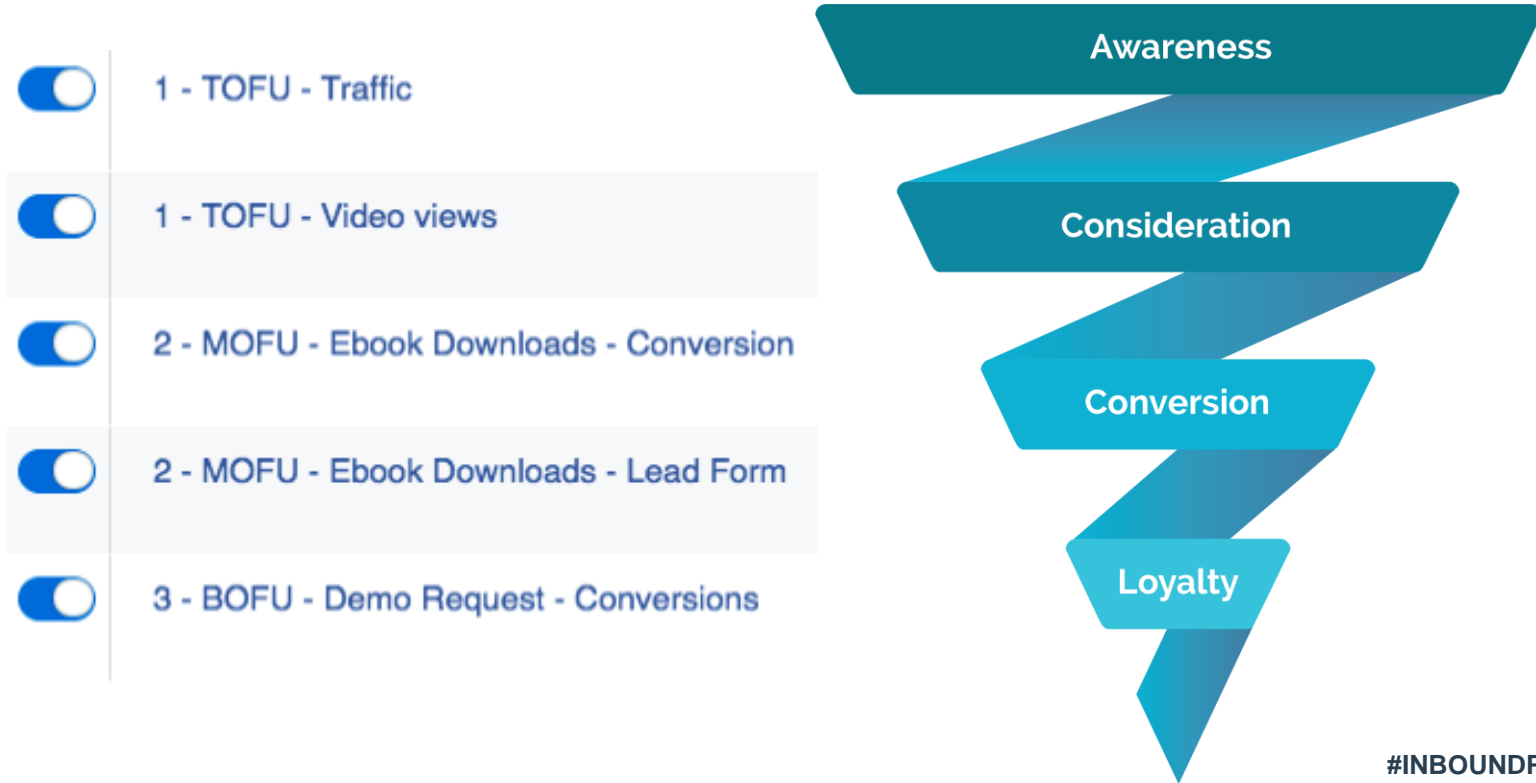 1 - TOFU - Traffic
1 - TOFU - Video views
2 - MOFU - Ebook Downloads - Conversion
2 - MOFU - Ebook Downloads - Lead Form
3 - BOFU - Demo Request - Conversions
Awareness
Consideration
Conversion
Loyalty